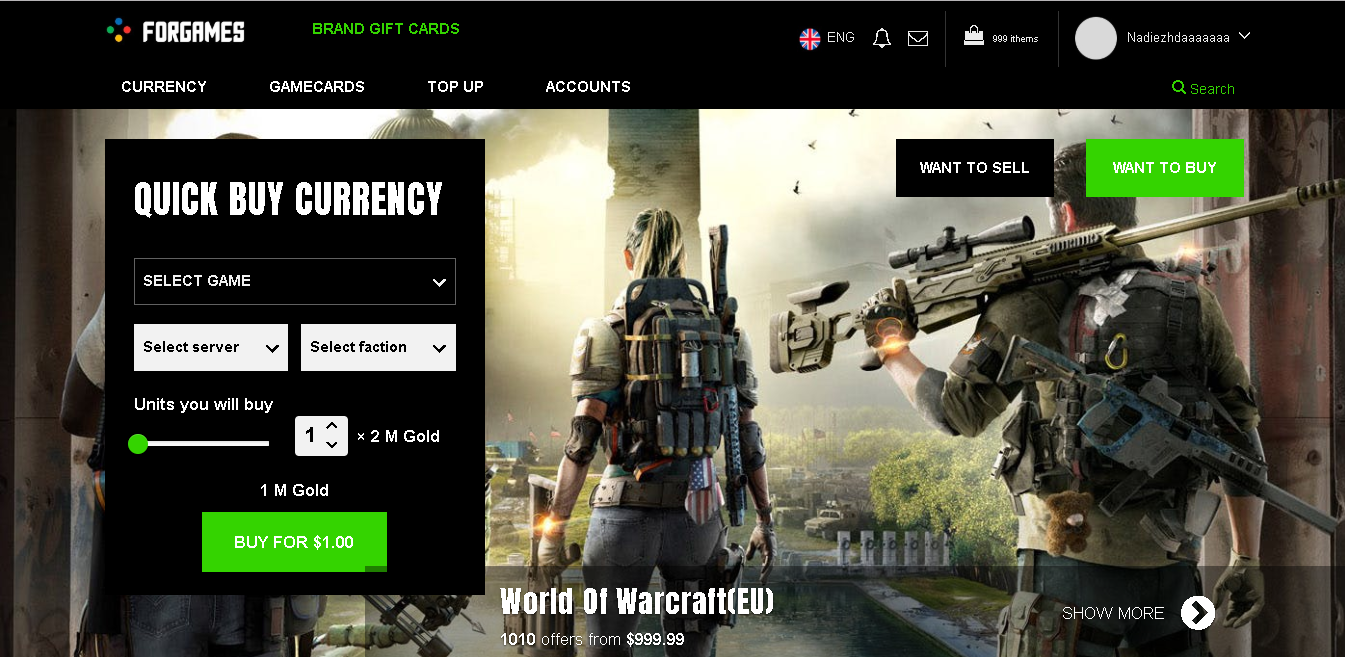 FORGAMES
BRAND GIFT CARDS
ENG
999 ithems
Nadiezhdaaaaaaa
CURRENCY
GAMECARDS
TOP UP
ACCOUNTS
Search
QUICK BUY CURRENCY
WANT TO SELL
WANT TO BUY
SELECT GAME
Select server
Select faction
Units you will buy
1 × 2 M Gold
1 M Gold
BUY FOR $1.00
World Of Warcraft(EU)
1010 offers from $999.99
SHOW MORE